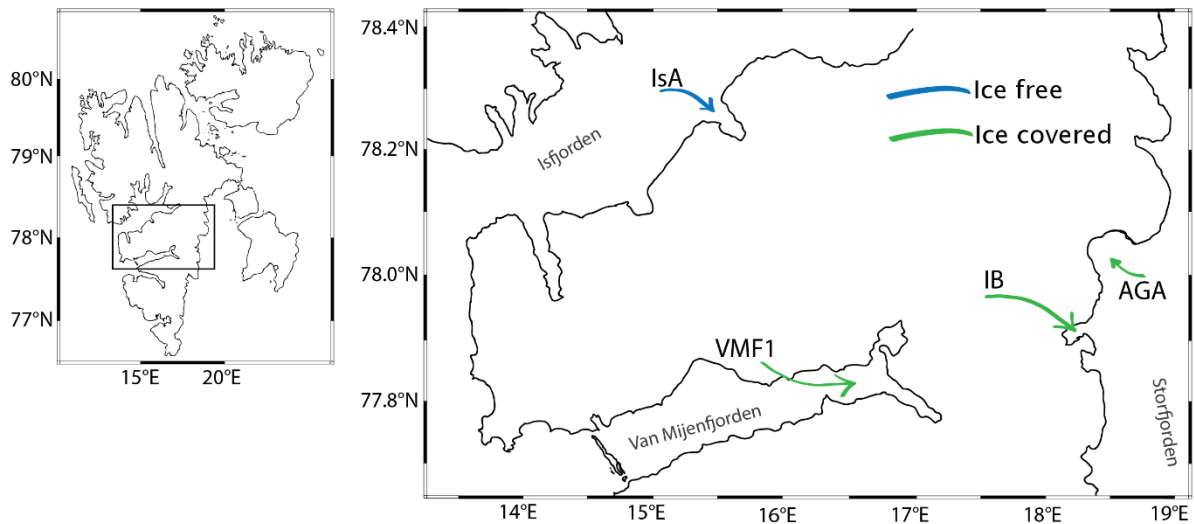 80°N
79°N
78°N
77°N
15°E
20°E
78.4°N
78.2°N
78.0°N
77.8°N
IsA
Isfjorden
Ice free
Ice covered
AGA
IB
VMF1
Van Mijenfjorden
Storfjorden
14°E
15°E
16°E
17°E
18°E
19°E